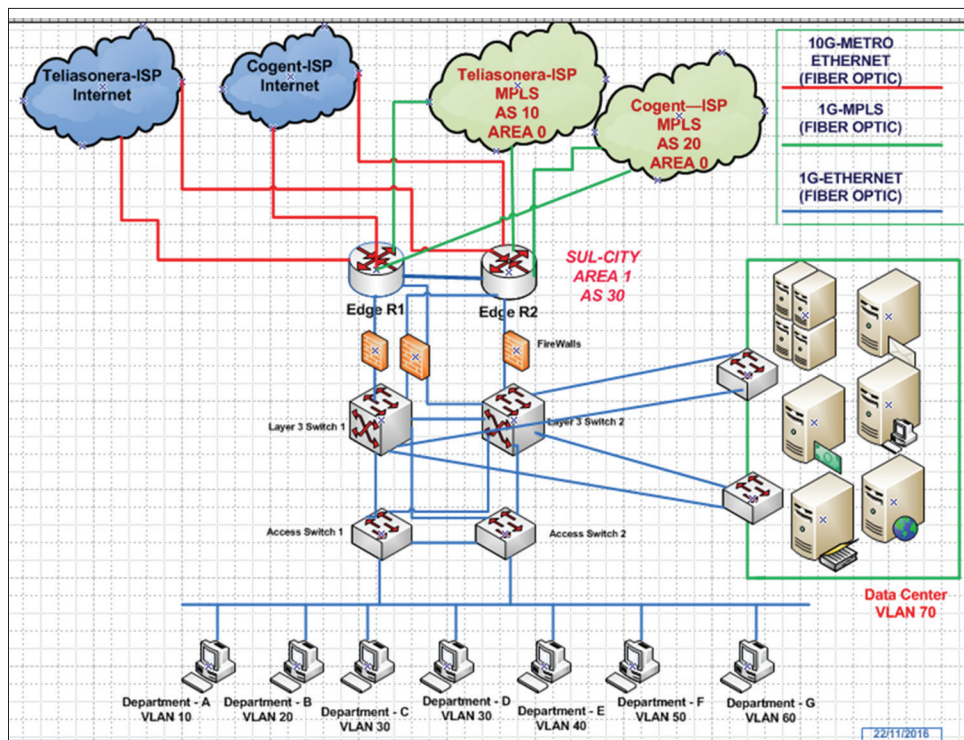 Teliasonera-ISP
Internet
Cogent-ISP
Internet
Teliasonera-ISP
MPLS
AS 10
AREA 0
Cogent—ISP
MPLS
AS 20
AREA 0
10G-METRO
ETHERNET
(FIBER OPTIC)
1G-MPLS
(FIBER OPTIC)
1G-ETHERNET
(FIBER OPTIC)
SUL-CITY
AREA 1
AS 30
Edge R1
Edge R2
FireWalls
Layer 3 Switch 1
Layer 3 Switch 2
Access Switch 1
Access Switch 2
Data Center
VLAN 70
Department - A
VLAN 10
Department - B
VLAN 20
Department - C
VLAN 30
Department - D
VLAN 30
Department - E
VLAN 40
Department - F
VLAN 50
Department - G
VLAN 60
22/11/2016